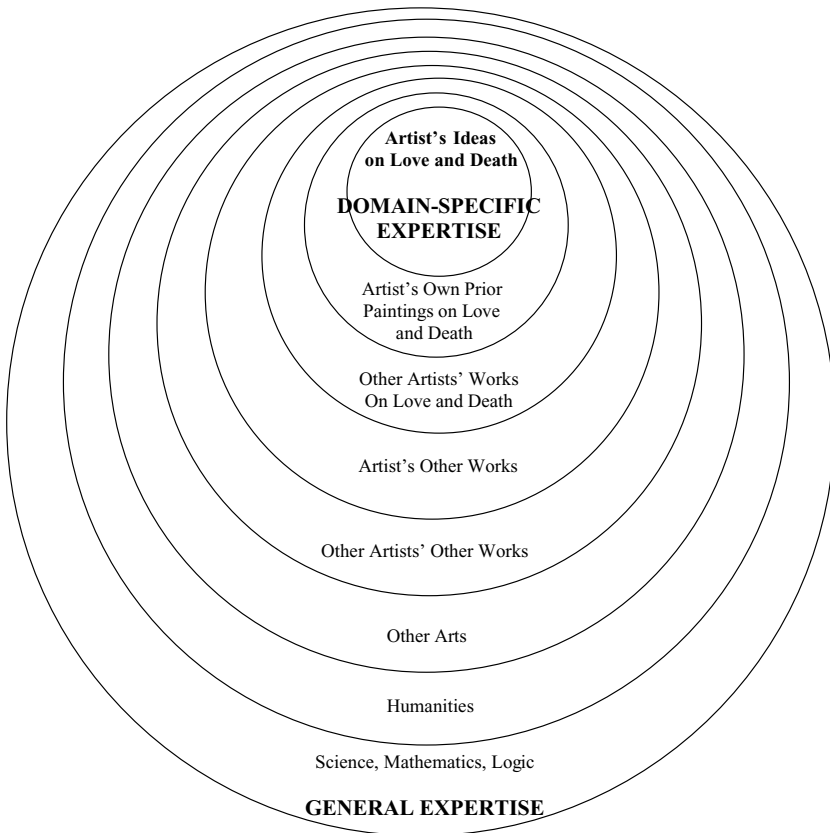 Artist’s Ideas
on Love and Death
DOMAIN-SPECIFIC
EXPERTISE
Artist’s Own Prior
Paintings on Love
and Death
Other Artists’ Works
On Love and Death
Artist’s Other Works
Other Artists’ Other Works
Other Arts
Humanities
Science, Mathematics, Logic
GENERAL EXPERTISE